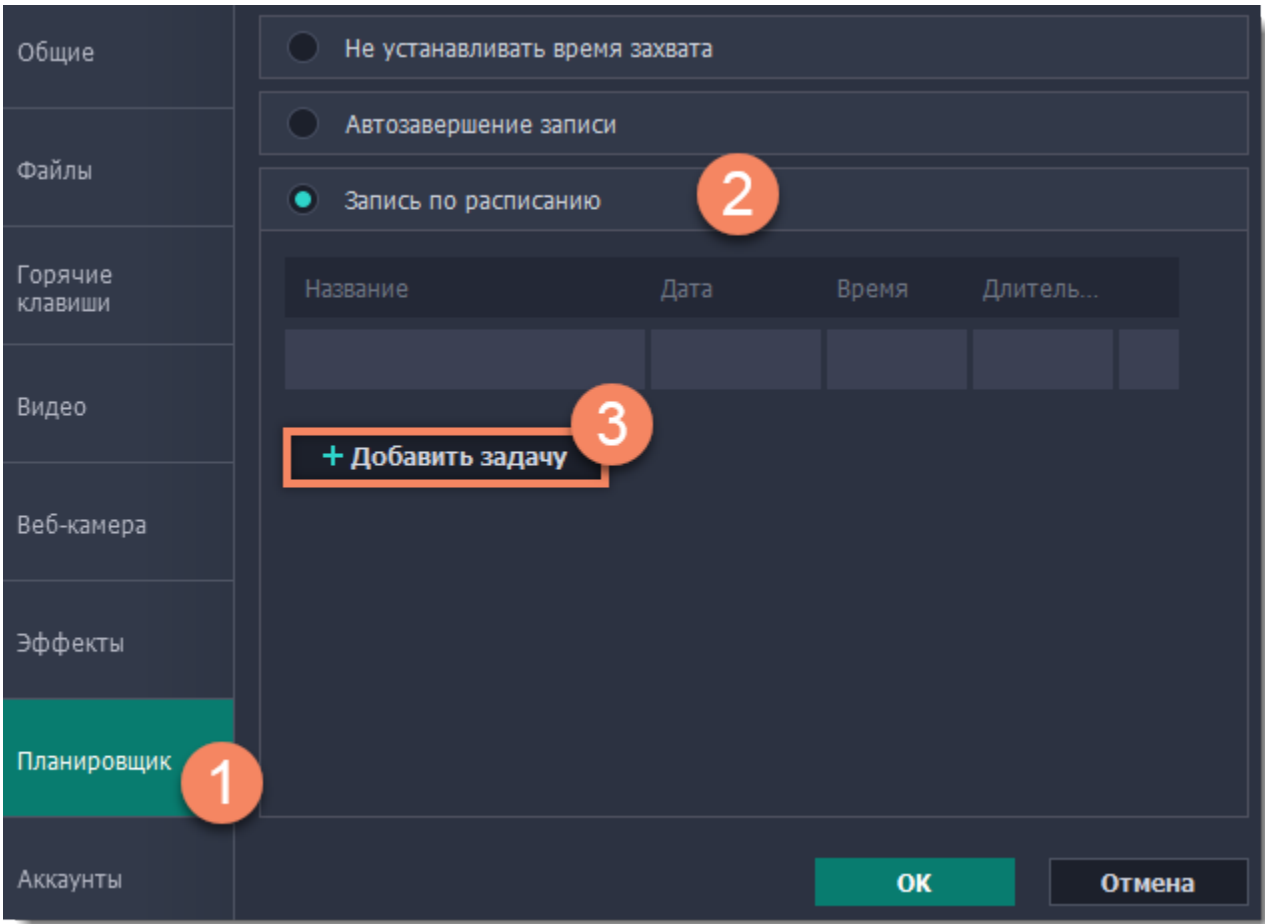 Общие
Файлы
Горячие
клавиши
Видео
Веб-камера
Эффекты
Планировщик
1
Аккаунты
Не устанавливать время захвата
Автозавершение записи
Запись по расписанию
2
Название Дата Время Длитель...
3
+ Добавить задачу
OK Отмена